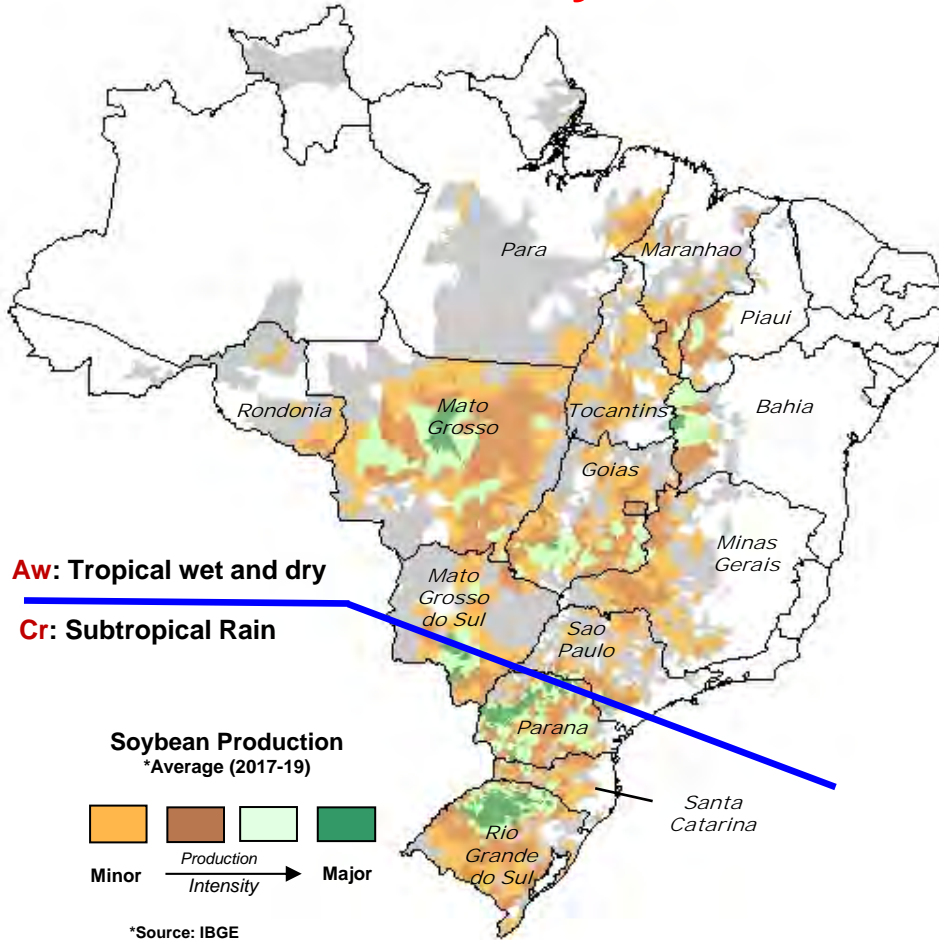 Para
Maranhao
Piaui
Rondonia
Mato
Grosso
Tocantins
Bahia
Goias
Minas
Gerais
Aw: Tropical wet and dry
Mato
Grosso
do Sul
Cr: Subtropical Rain
Sao
Paulo
Parana
Soybean Production
*Average (2017-19)
Santa
Catarina
Rio
Grande
do Sul
Minor
Production
Intensity
Major
*Source: IBGE